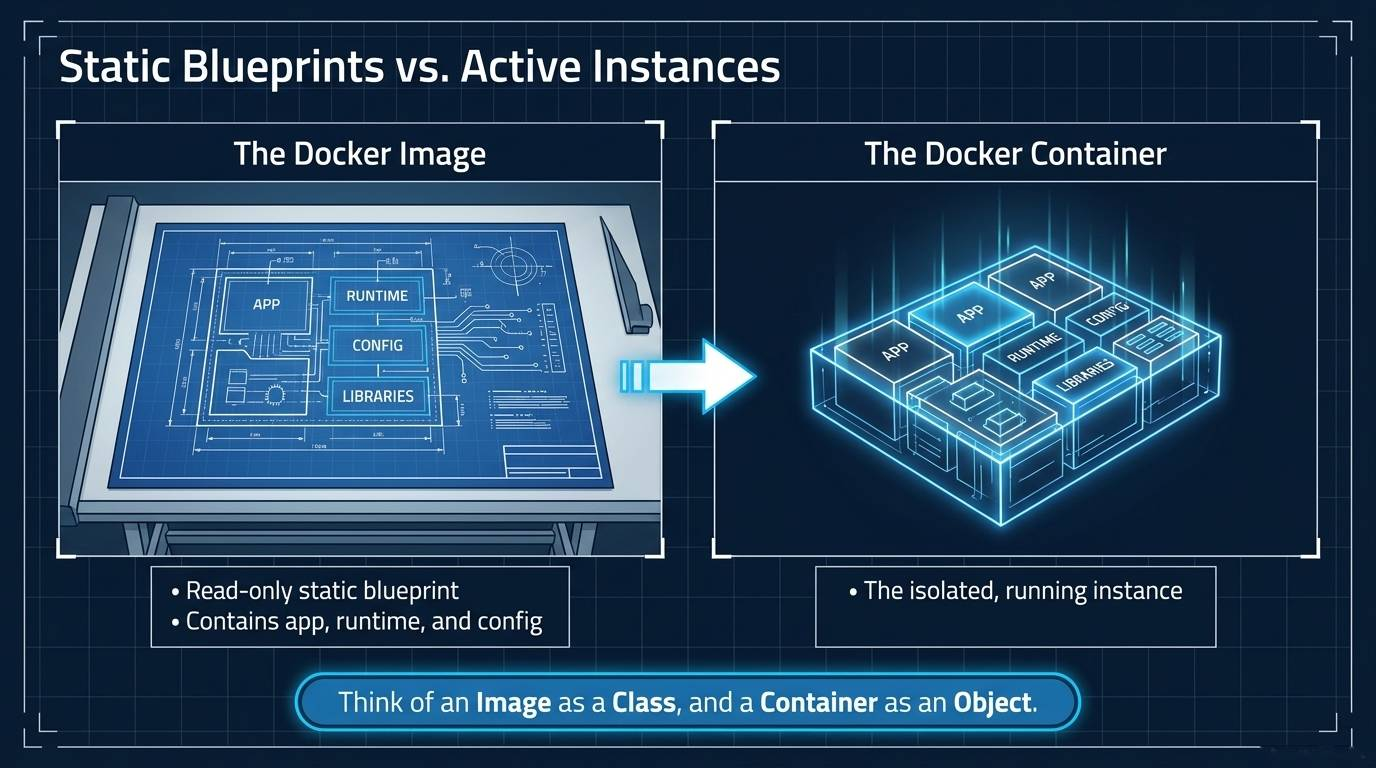 Static Blueprints vs. Active Instances
The Docker Image
The Docker Container
APP
RUNTIME
CONFIG
LIBRARIES
APP
APP
APP
CONFIG
RUNTIME
LIBRARIES
• Read-only static blueprint
• Contains app, runtime, and config
• The isolated, running instance
Think of an Image as a Class, and a Container as an Object.